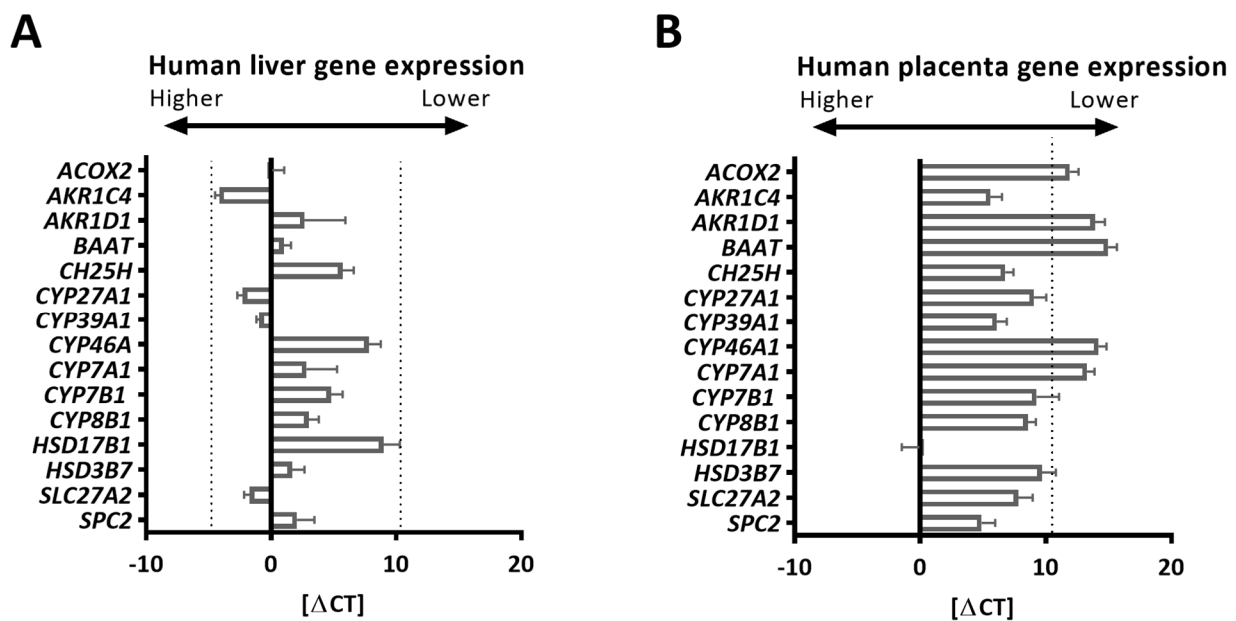 A
Human liver gene expression
Higher Lower
ACOX2
AKR1C4
AKR1D1
BAAT
CH25H
CYP27A1
CYP39A1
CYP46A
CYP7A1
CYP7B1
CYP8B1
HSD17B1
HSD3B7
SLC27A2
SPC2
-10 0 10 20
[ΔCT]
B
Human placenta gene expression
Higher Lower
ACOX2
AKR1C4
AKR1D1
BAAT
CH25H
CYP27A1
CYP39A1
CYP46A1
CYP7A1
CYP7B1
CYP8B1
HSD17B1
HSD3B7
SLC27A2
SPC2
-10 0 10 20
[ΔCT]